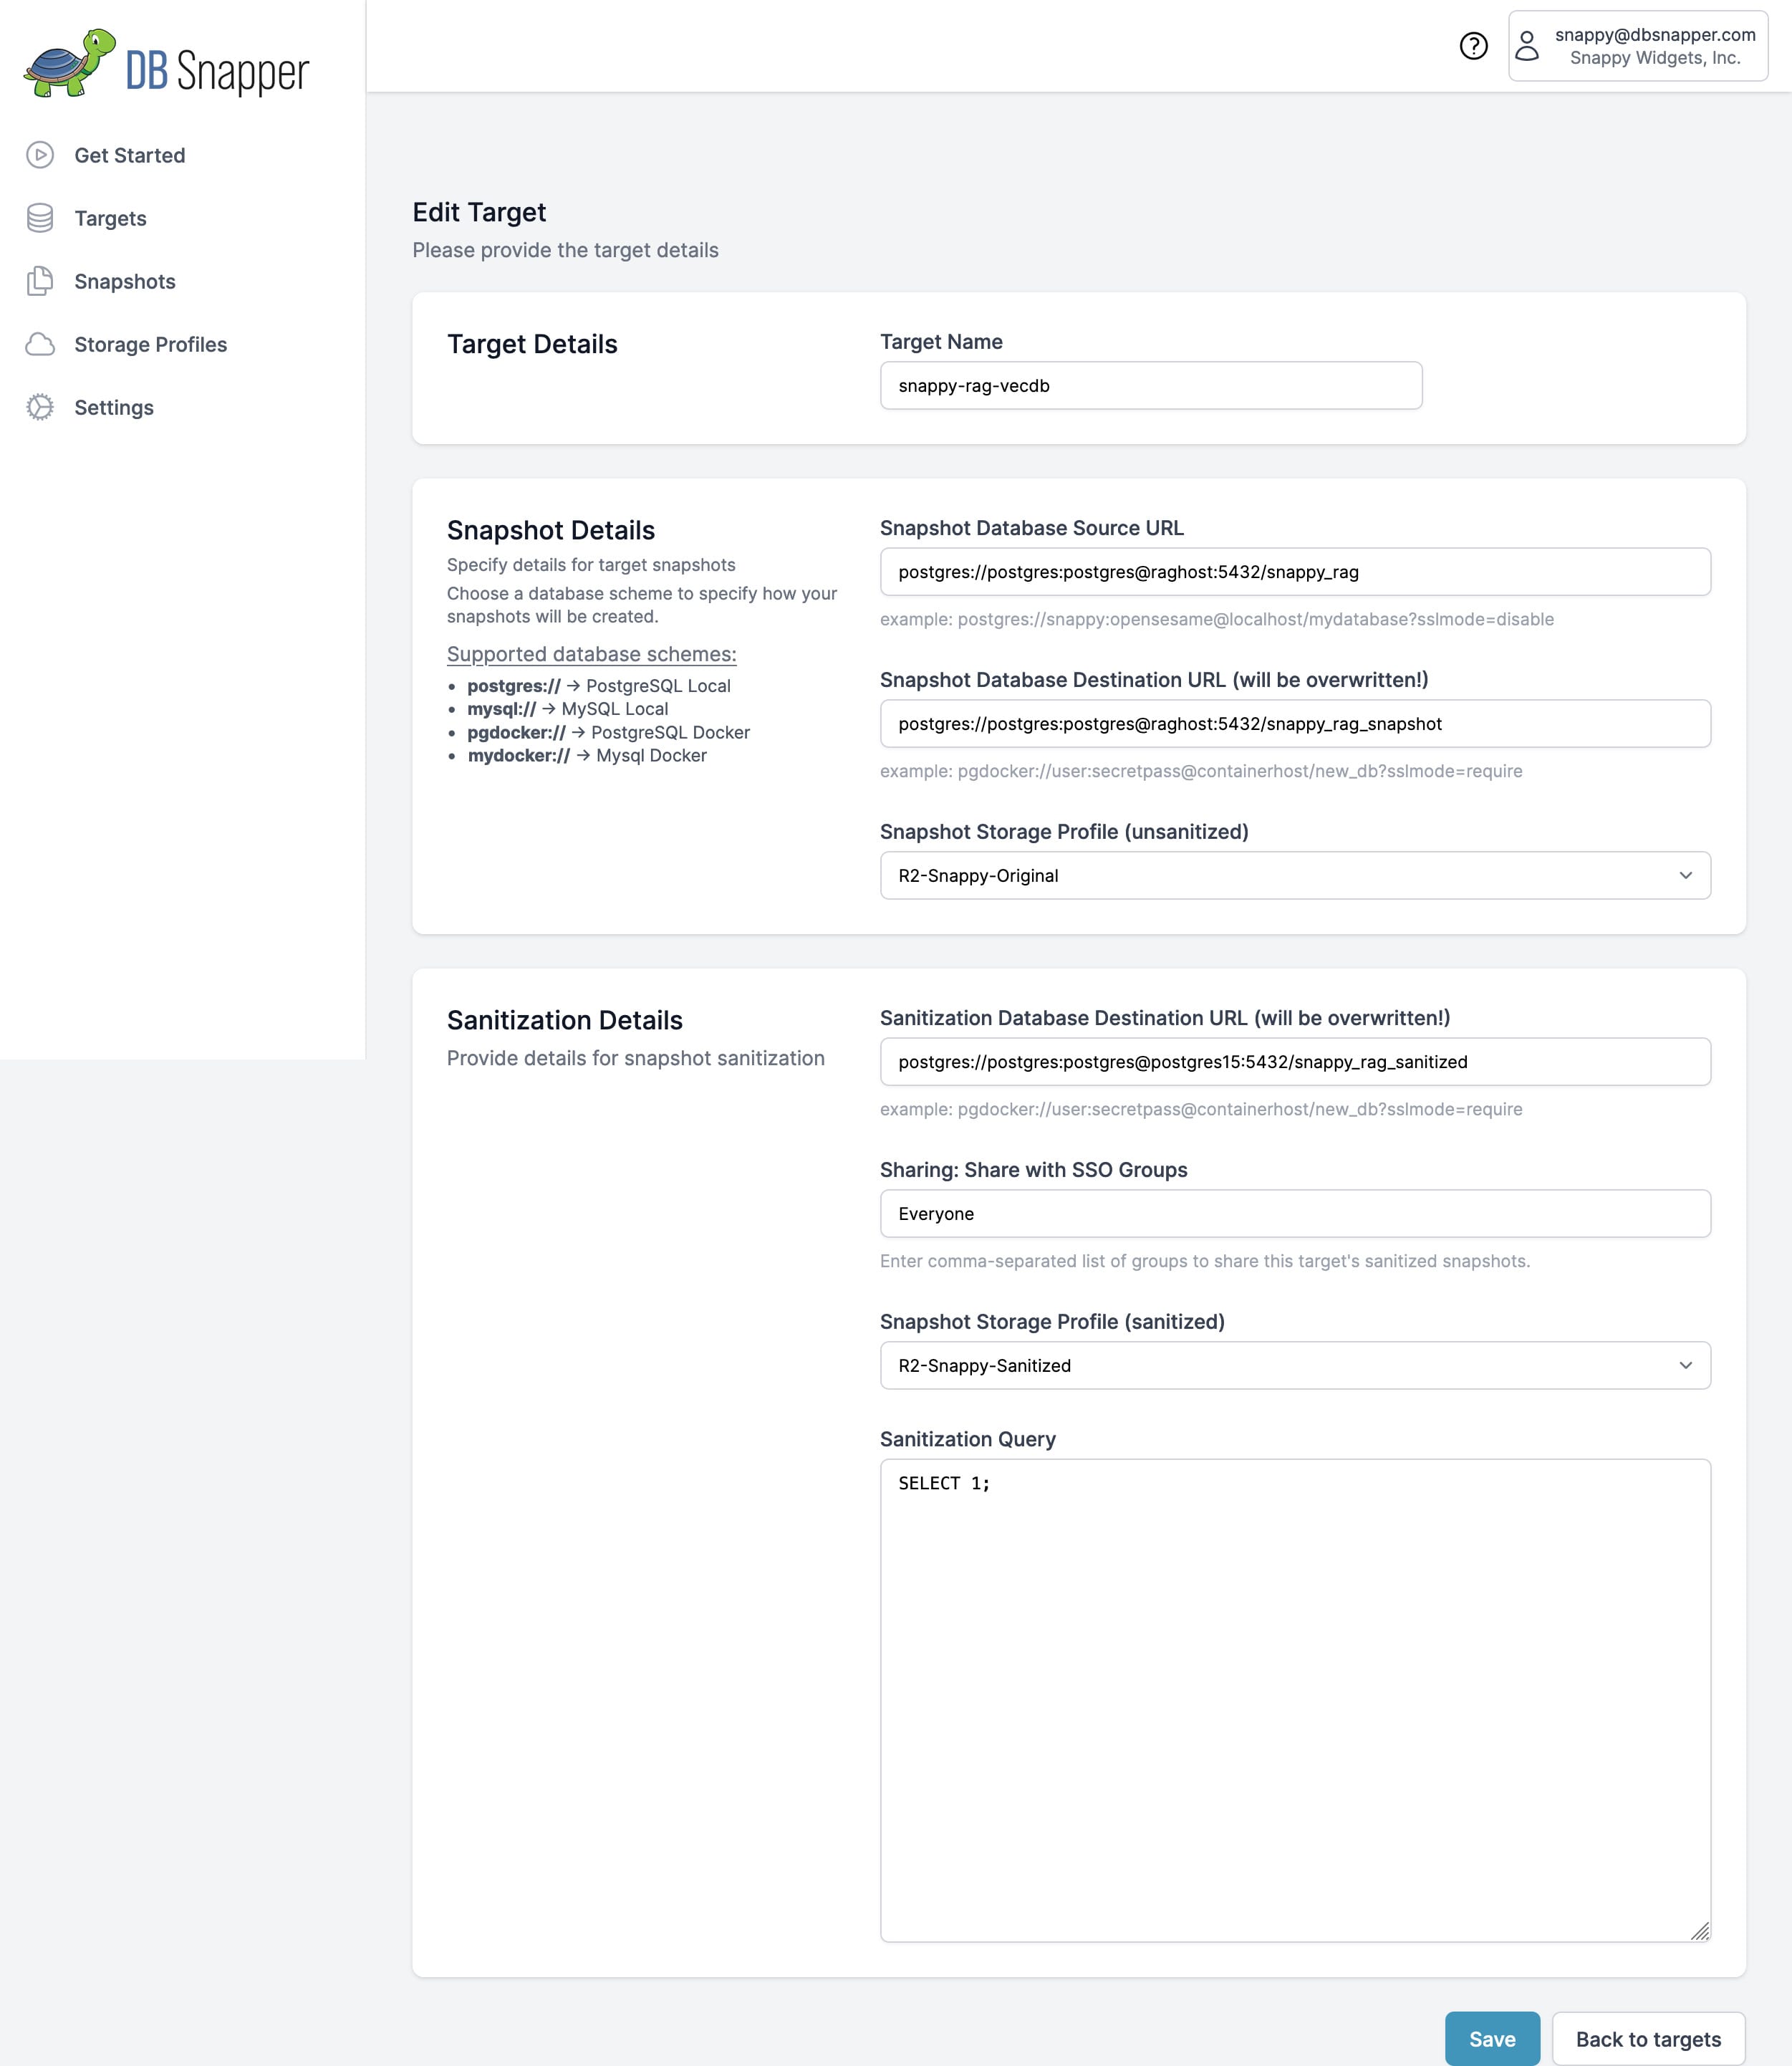 DB Snapper
snappy@dbsnapper.com
Snappy Widgets, Inc.
Get Started
Targets
Snapshots
Storage Profiles
Settings
Edit Target
Please provide the target details
Target Details
Target Name
snappy-rag-vecdb
Snapshot Details
Specify details for target snapshots
Choose a database scheme to specify how your
snapshots will be created.
Supported database schemes:
• postgres:// → PostgreSQL Local
• mysql:// → MySQL Local
• pgdocker:// → PostgreSQL Docker
• mydocker:// → Mysql Docker
Snapshot Database Source URL
postgres://postgres:postgres@raghost:5432/snappy_rag
example: postgres://snappy:opensesame@localhost/mydatabase?sslmode=disable
Snapshot Database Destination URL (will be overwritten!)
postgres://postgres:postgres@raghost:5432/snappy_rag_snapshot
example: pgdocker://user:secretpass@containerhost/new_db?sslmode=require
Snapshot Storage Profile (unsanitized)
R2-Snappy-Original
Sanitization Details
Provide details for snapshot sanitization
Sanitization Database Destination URL (will be overwritten!)
postgres://postgres:postgres@postgres15:5432/snappy_rag_sanitized
example: pgdocker://user:secretpass@containerhost/new_db?sslmode=require
Sharing: Share with SSO Groups
Everyone
Enter comma-separated list of groups to share this target's sanitized snapshots.
Snapshot Storage Profile (sanitized)
R2-Snappy-Sanitized
Sanitization Query
SELECT 1;
Save
Back to targets